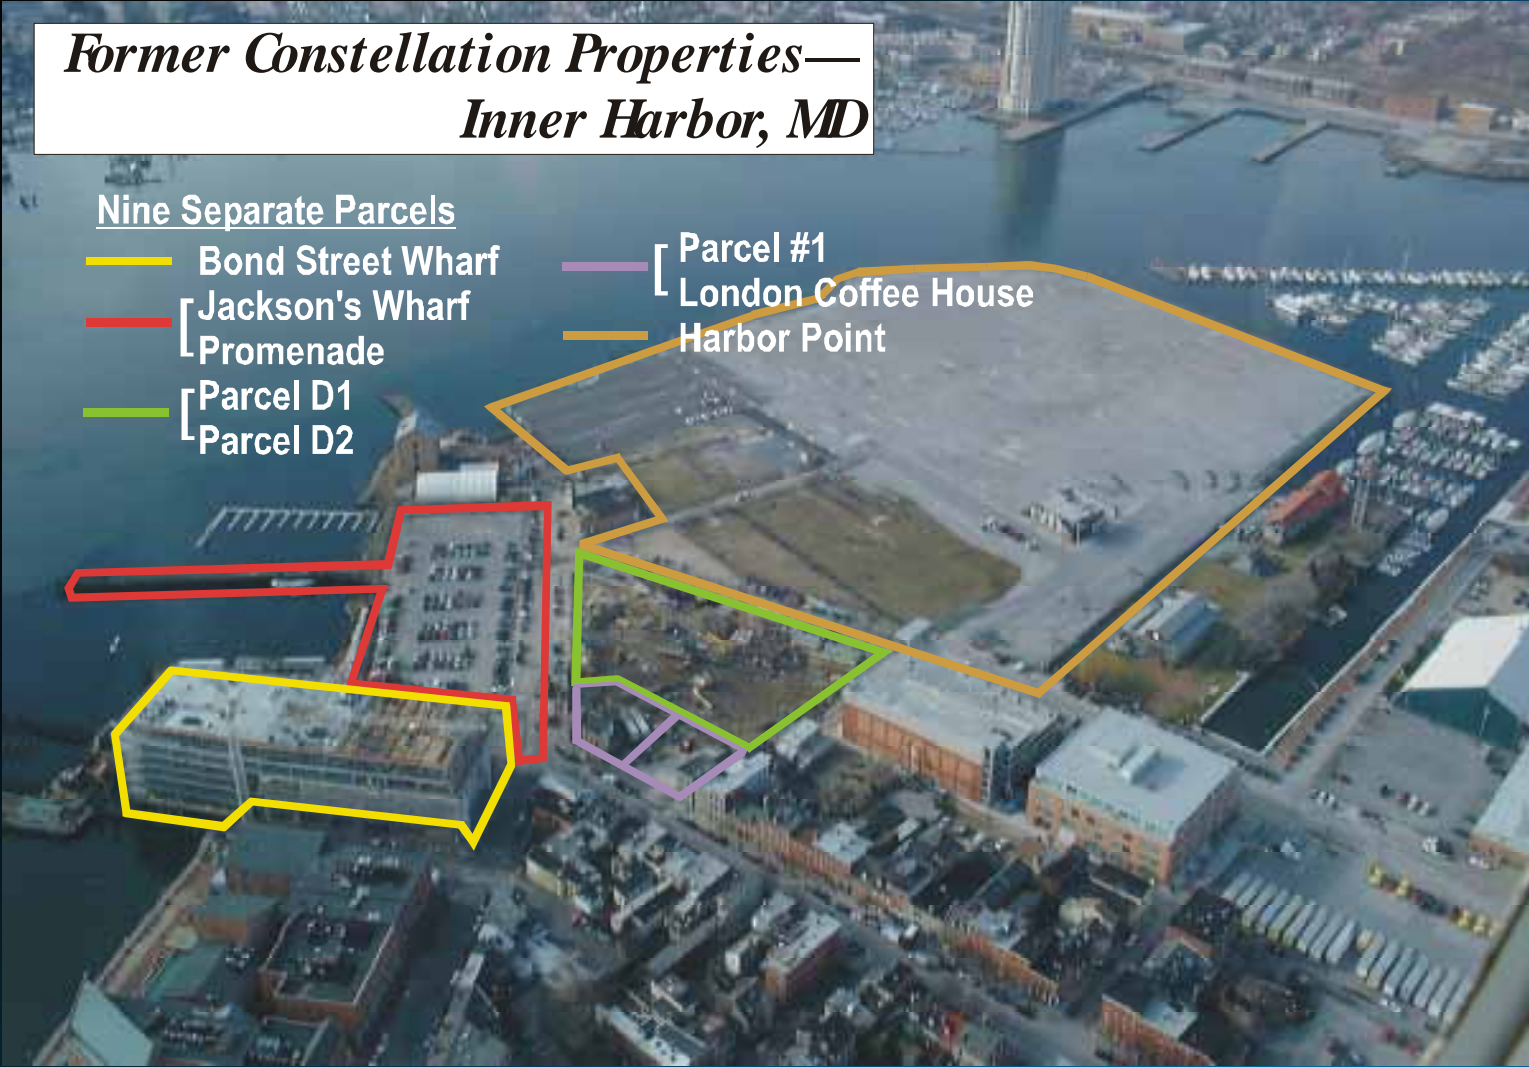 Former Constellation Properties—
Inner Harbor, MD
Nine Separate Parcels
Bond Street Wharf
Jackson's Wharf
Promenade
Parcel D1
Parcel D2
Parcel #1
London Coffee House
Harbor Point